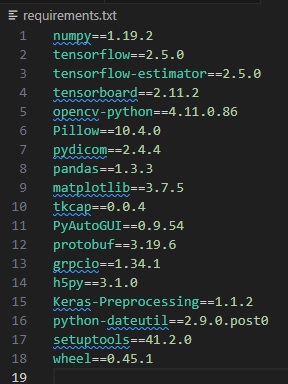 requirements.txt
1 numpy==1.19.2
2 tensorflow==2.5.0
3 tensorflow-estimator==2.5.0
4 tensorboard==2.11.2
5 opencv-python==4.11.0.86
6 Pillow==10.4.0
7 pydicom==2.4.4
8 pandas==1.3.3
9 matplotlib==3.7.5
10 tkcap==0.0.4
11 PyAutoGUI==0.9.54
12 protobuf==3.19.6
13 grpcio==1.34.1
14 h5py==3.1.0
15 Keras-Preprocessing==1.1.2
16 python-dateutil==2.9.0.post0
17 setuptools==41.2.0
18 wheel==0.45.1
19